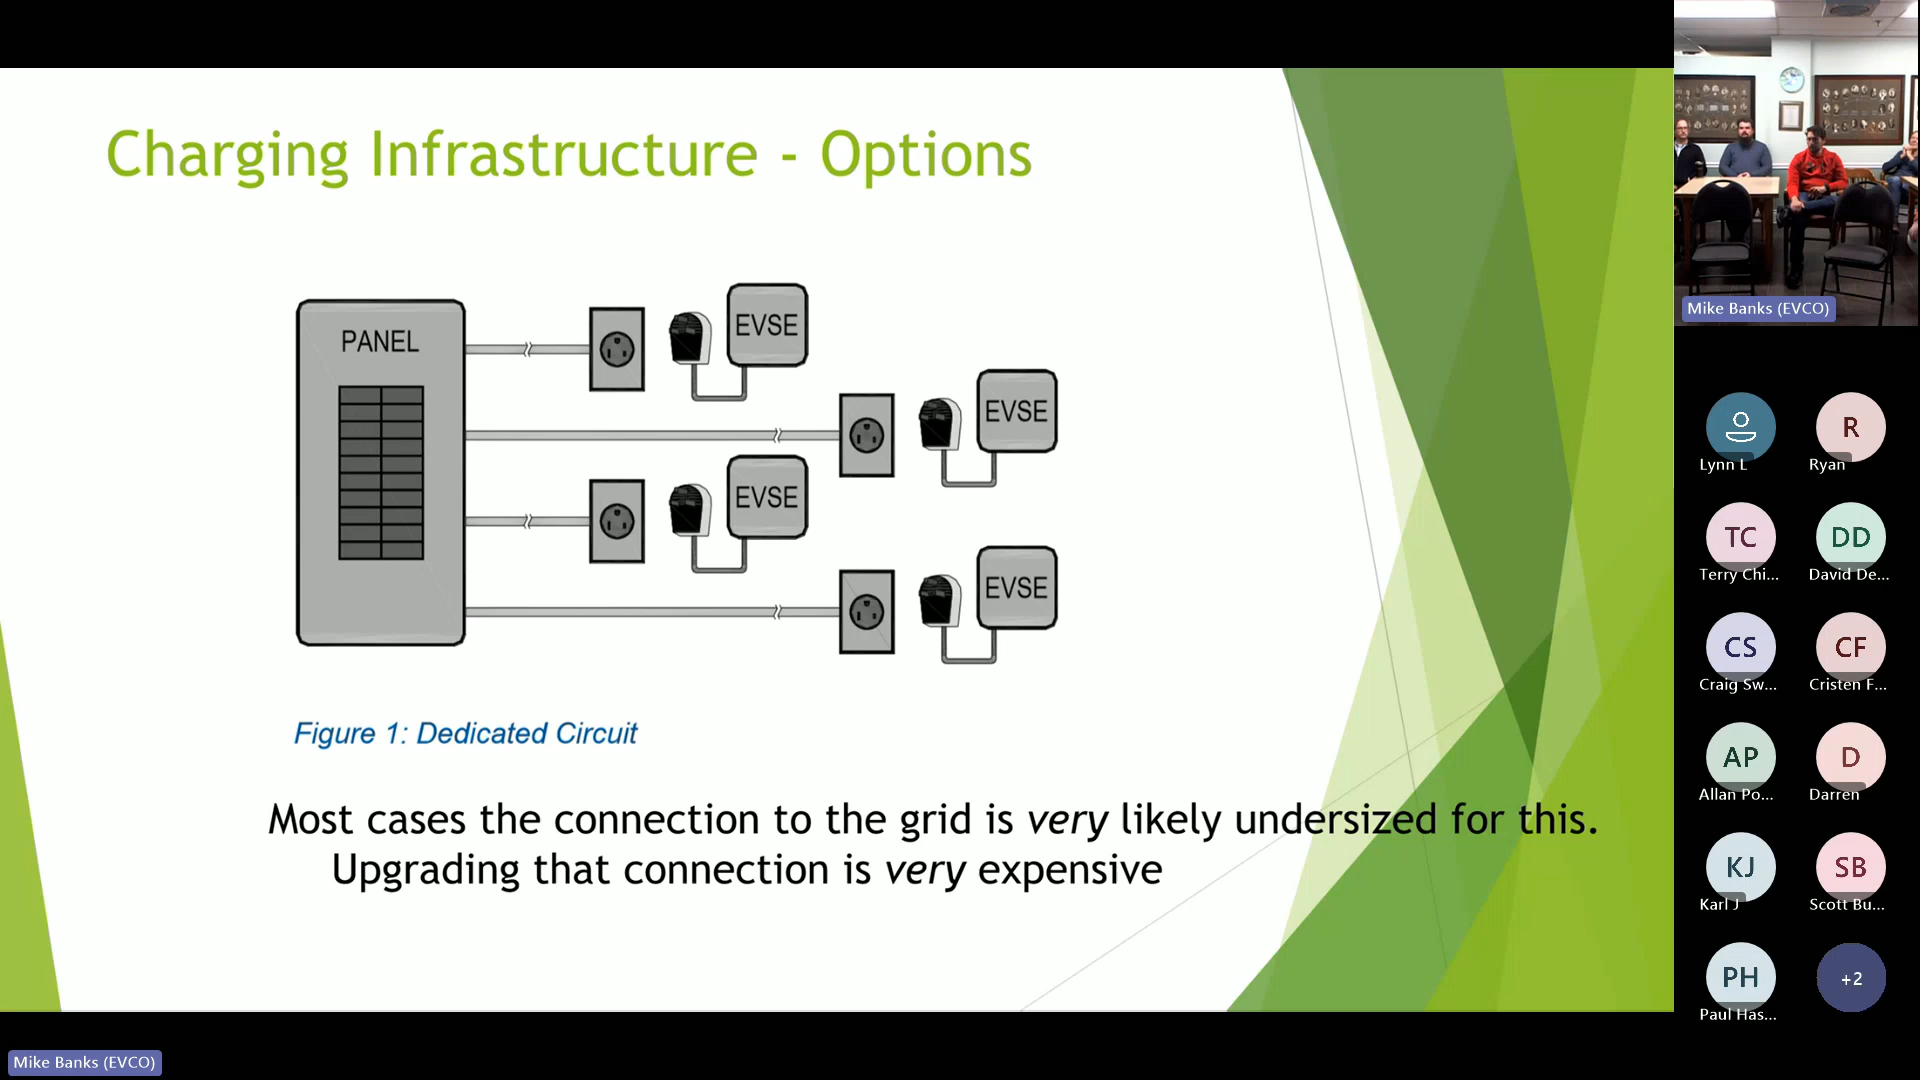 Charging Infrastructure - Options
PANEL
EVSE
EVSE
EVSE
EVSE
Figure 1: Dedicated Circuit
Most cases the connection to the grid is very likely undersized for this.
Upgrading that connection is very expensive
Mike Banks (EVCO)
Mike Banks (EVCO)
Lynn L
R
Ryan
TC
Terry Chi...
DD
David De...
CS
Craig Sw...
CF
Cristen F...
AP
Allan Po...
D
Darren
KJ
Karl J
SB
Scott Bu...
PH
Paul Has...
+2